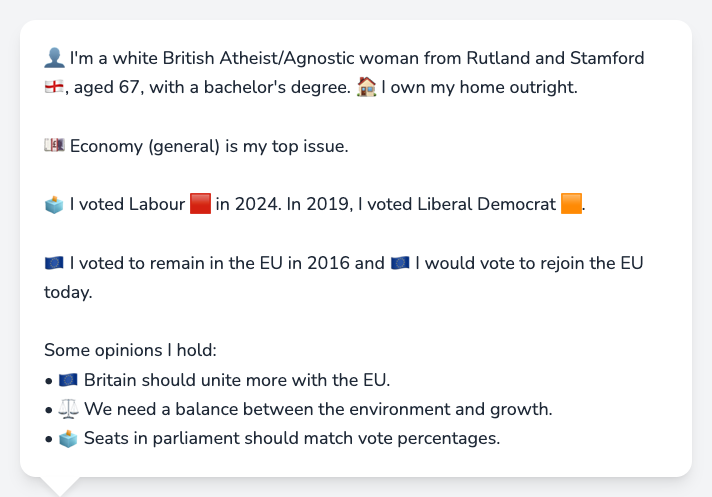 👤 I'm a white British Atheist/Agnostic woman from Rutland and Stamford
🏴󠁧󠁢󠁥󠁮󠁧󠁿, aged 67, with a bachelor's degree. 🏠 I own my home outright.
💷 Economy (general) is my top issue.
🗳️ I voted Labour 🟥 in 2024. In 2019, I voted Liberal Democrat 🟧.
🇪🇺 I voted to remain in the EU in 2016 and 🇪🇺 I would vote to rejoin the EU
today.
Some opinions I hold:
• 🇪🇺 Britain should unite more with the EU.
• ⚖️ We need a balance between the environment and growth.
• 🗳️ Seats in parliament should match vote percentages.